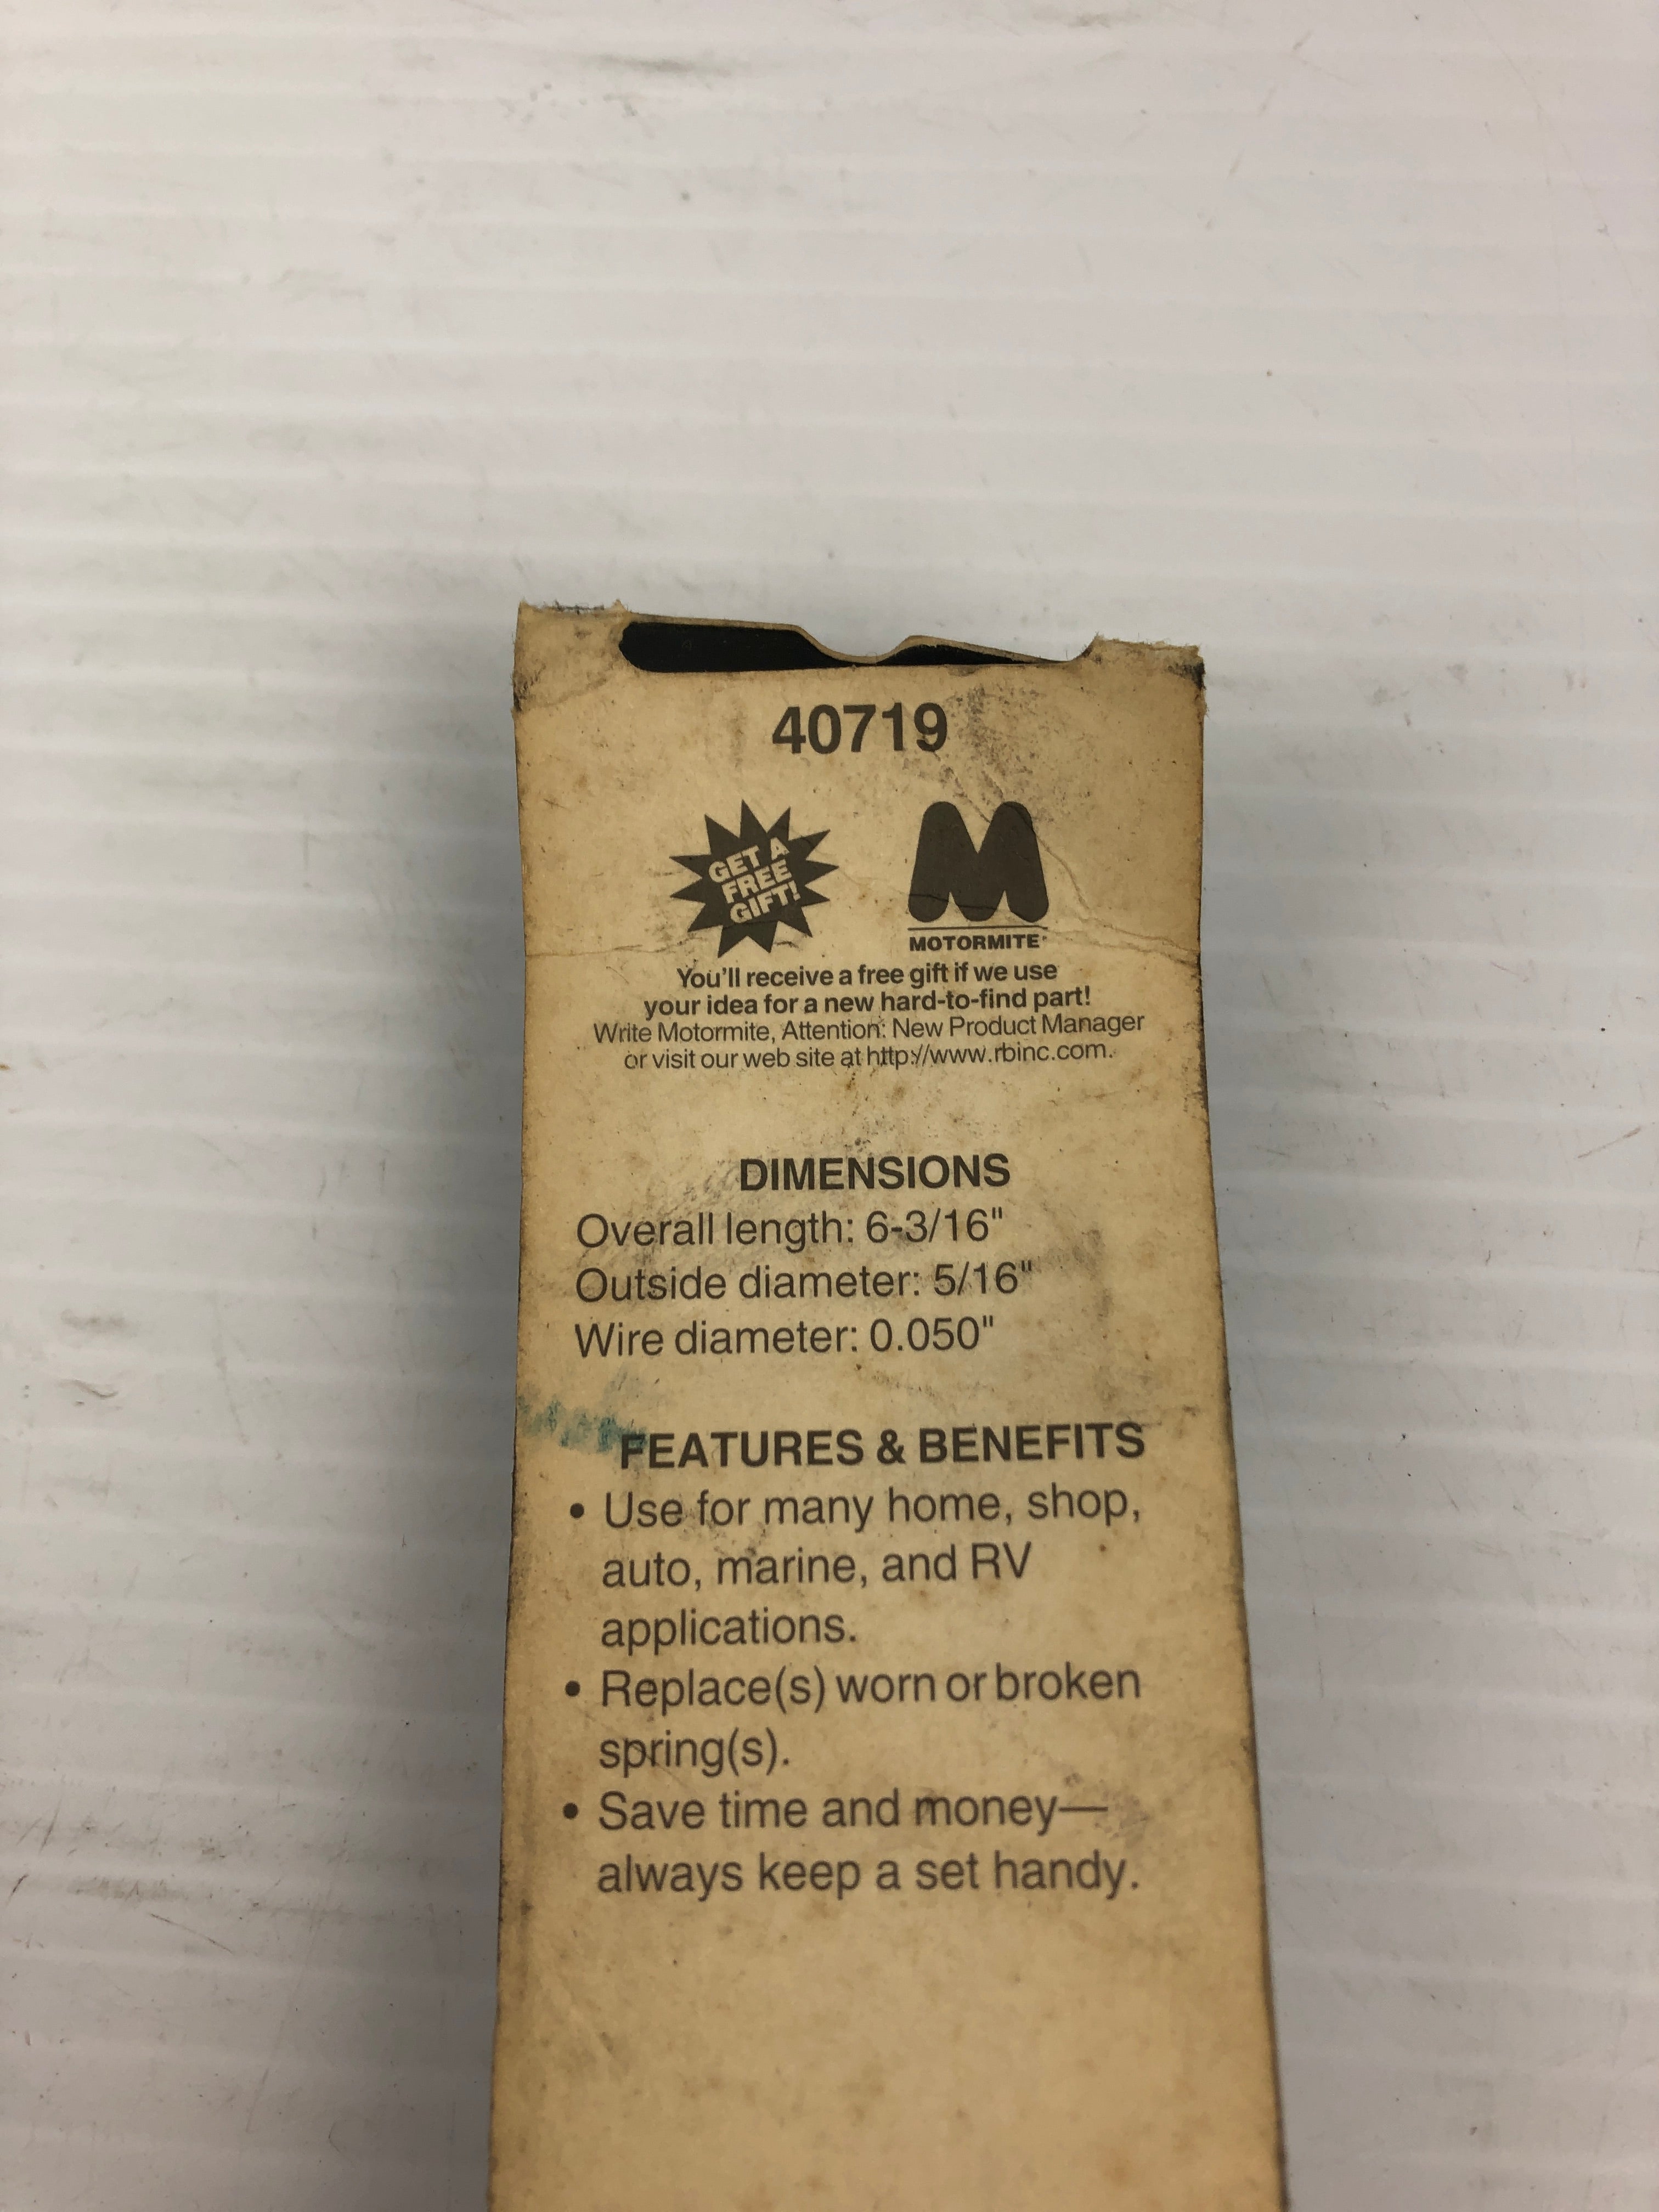 40719
GET A
FREE
GIFT!
M
MOTORMITE®
You'll receive a free gift if we use
your idea for a new hard-to-find part!
Write Motormite, Attention: New Product Manager
or visit our web site at http://www.rbinc.com.
DIMENSIONS
Overall length: 6-3/16"
Outside diameter: 5/16"
Wire diameter: 0.050"
FEATURES & BENEFITS
• Use for many home, shop,
auto, marine, and RV
applications.
• Replace(s) worn or broken
spring(s).
• Save time and money—
always keep a set handy.